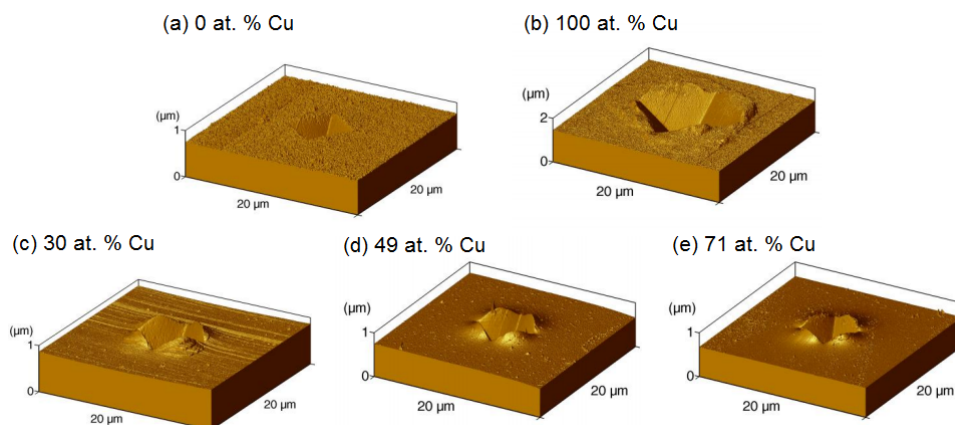 (a) 0 at. % Cu
(b) 100 at. % Cu
(µm)
1
0
20 µm
20 µm
(µm)
2
0
20 µm
20 µm
(c) 30 at. % Cu
(d) 49 at. % Cu
(e) 71 at. % Cu
(µm)
1
0
20 µm
20 µm
(µm)
1
0
20 µm
20 µm
(µm)
1
0
20 µm
20 µm